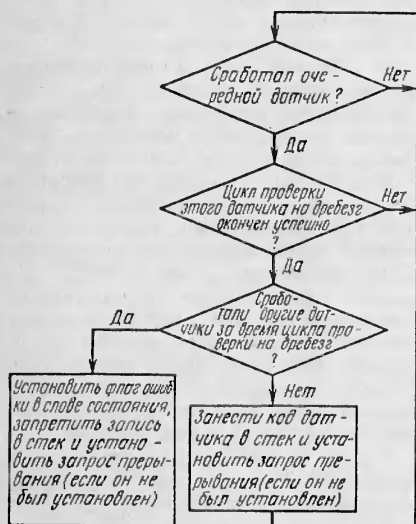 Сработал оче-
редной датчик?
Нет
Да
Цикл проверки
этого датчика на дребезг
окончен успешно
?
Нет
Да
Срабо-
тали другие дат-
чики за время цикла про-
верки на дребезг
?
Да
Нет
Установить флаг ошиб
ки в слове состояния,
запретить запись
в стек и устано-
вить запрос преры-
вания (если он не
был установлен)
Занести код дат-
чика в стек и уста-
новить запрос пре-
рывания (если он не
был установлен)